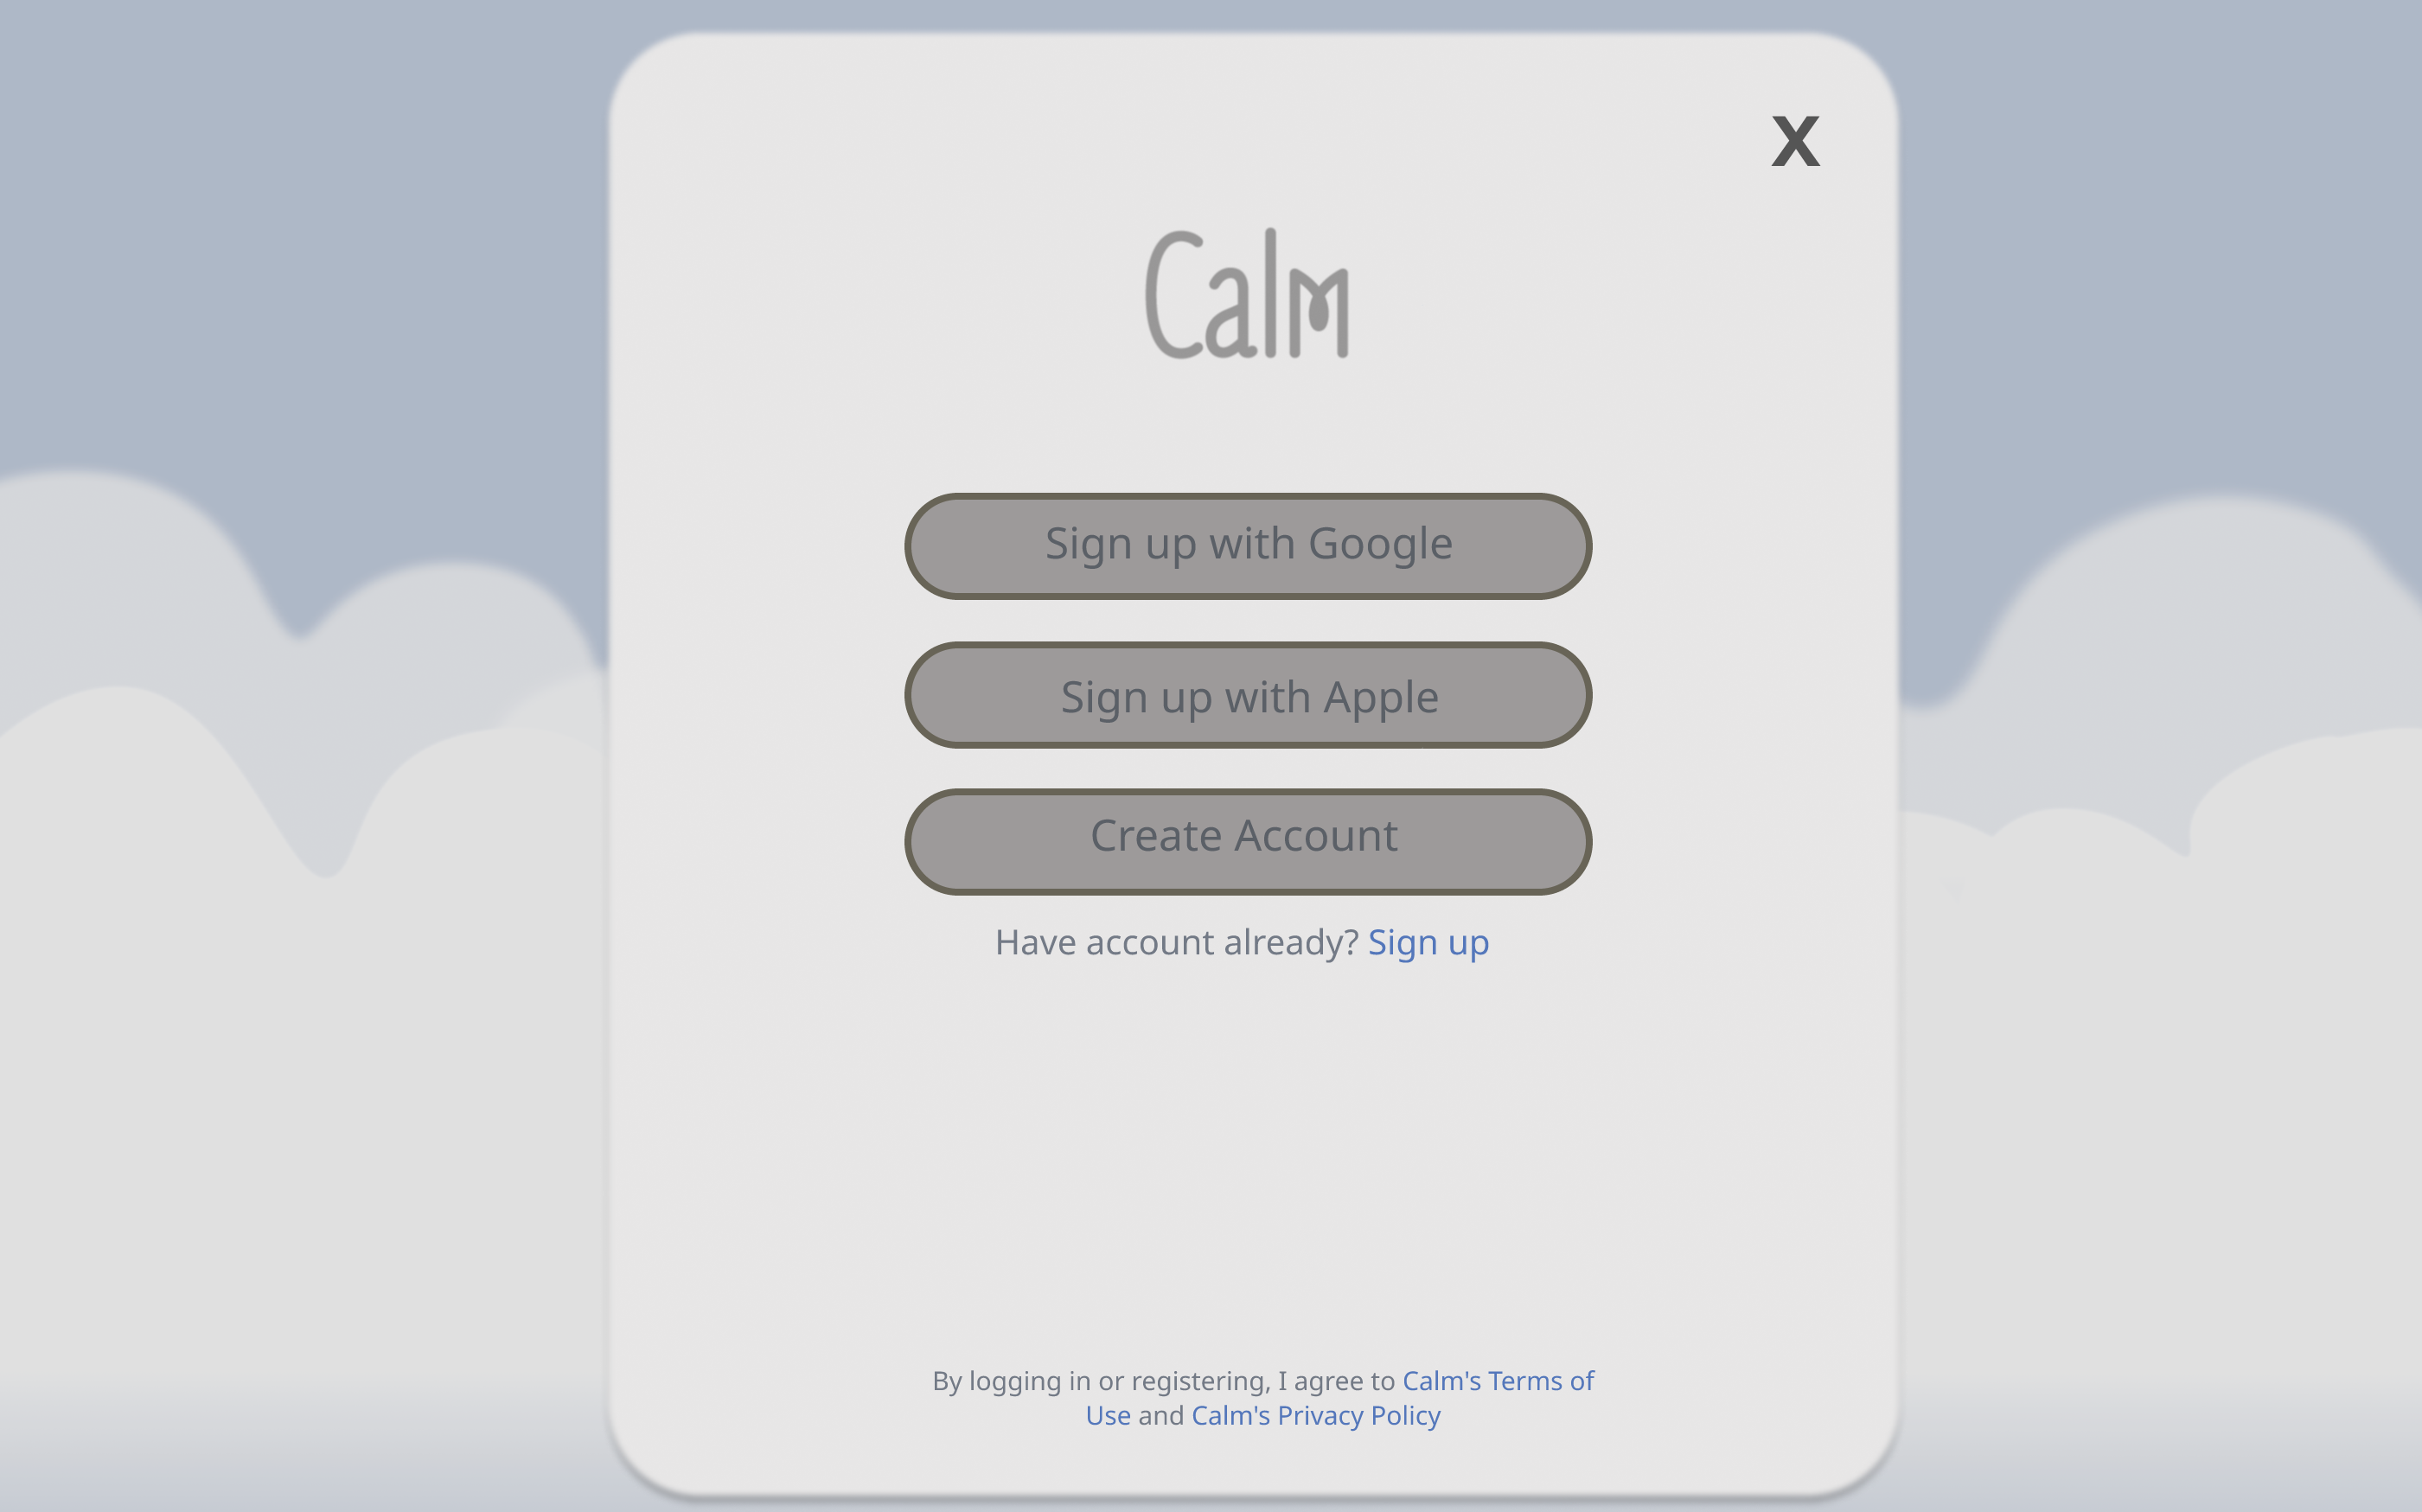 X
Calm
Sign up with Google
Sign up with Apple
Create Account
Have account already? Sign up
By logging in or registering, I agree to Calm's Terms of
Use and Calm's Privacy Policy